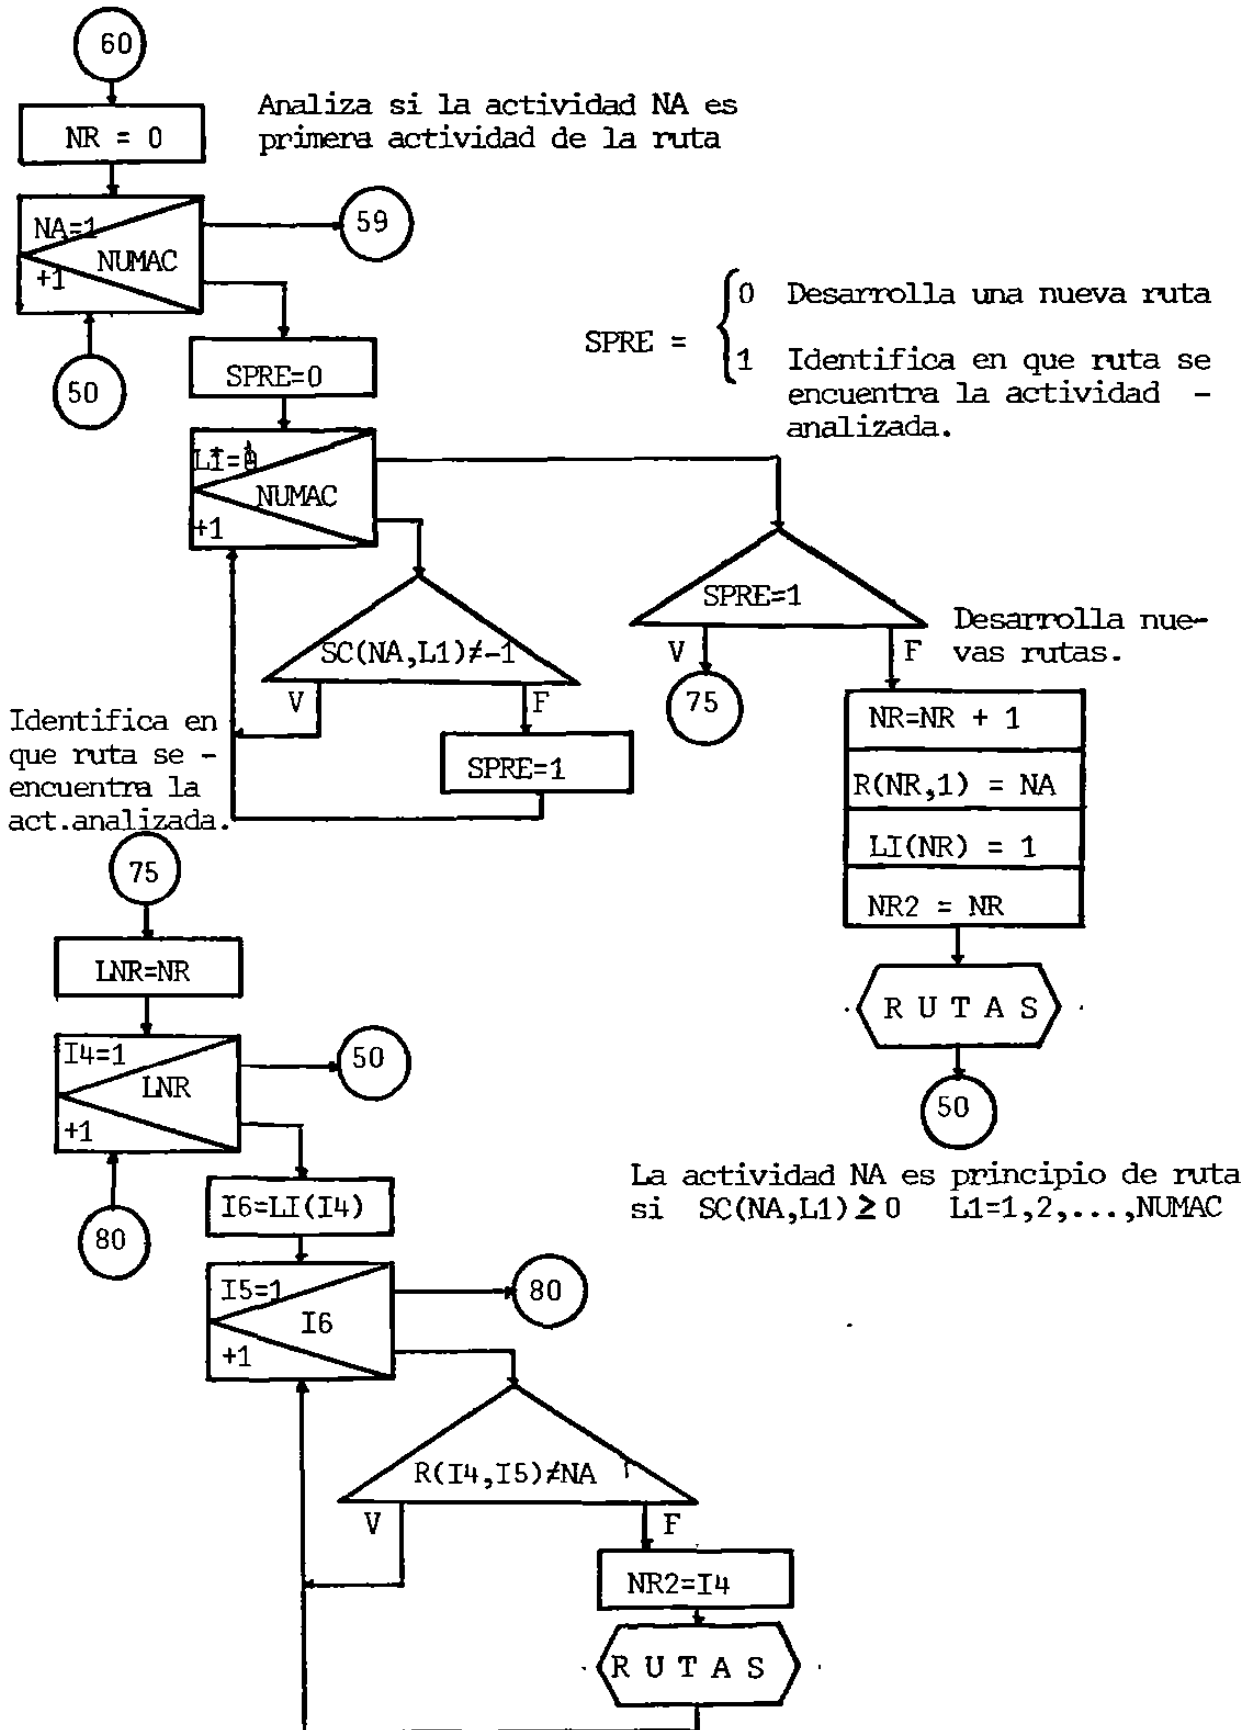 60
NR = 0
Analiza si la actividad NA es
primera actividad de la ruta
NA=1
NUMAC
+1
59
50
SPRE=0
SPRE =
0 Desarrolla una nueva ruta
1 Identifica en que ruta se
encuentra la actividad -
analizada.
NUMAC
+1
SC(NA,L1)≠-1
V
F
SPRE=1
SPRE=1
V
F
75
Desarrolla nue-
vas rutas.
NR=NR + 1
R(NR,1) = NA
LI(NR) = 1
NR2 = NR
R U T A S
50
La actividad NA es principio de ruta
si SC(NA,L1) ≥ 0 L1=1,2,...,NUMAC
Identifica en
que ruta se -
encuentra la
act.analizada.
75
LNR=NR
I4=1
LNR
+1
50
80
I6=LI(I4)
I5=1
I6
+1
80
R(I4,I5)≠NA
V
F
NR2=I4
R U T A S